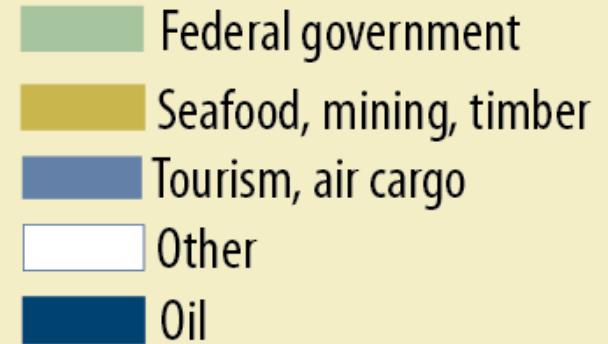 Federal government
Seafood, mining, timber
Tourism, air cargo
Other
Oil